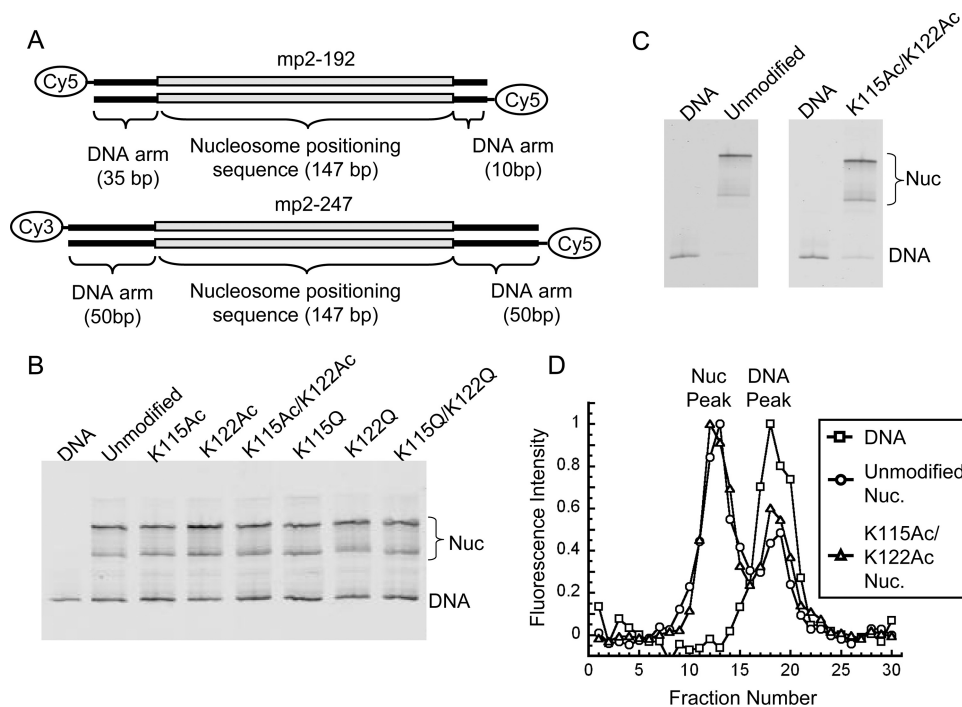 A
mp2-192
Cy5
Cy5
DNA arm
(35 bp)
Nucleosome positioning
sequence (147 bp)
DNA arm
(10bp)
mp2-247
Cy3
Cy5
DNA arm
(50bp)
Nucleosome positioning
sequence (147 bp)
DNA arm
(50bp)
B
DNA
Unmodified
K115Ac
K122Ac
K115Ac/K122Ac
K115Q
K122Q
K115Q/K122Q
Nuc
DNA
C
DNA
Unmodified
DNA
K115Ac/K122Ac
Nuc
DNA
D
Nuc
Peak
DNA
Peak
Fluorescence Intensity
1
0.8
0.6
0.4
0.2
0
0
5
10
15
20
25
30
Fraction Number
DNA
Unmodified
Nuc.
K115Ac/
K122Ac
Nuc.